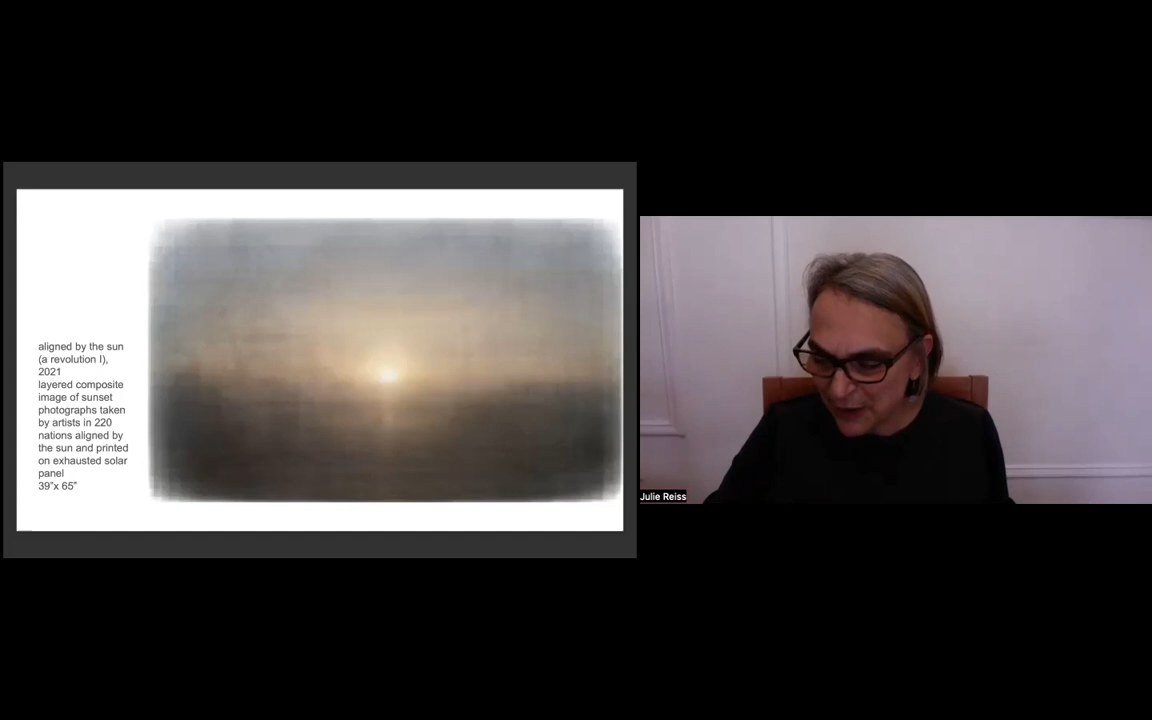 aligned by the sun
(a revolution I),
2021
layered composite
image of sunset
photographs taken
by artists in 220
nations aligned by
the sun and printed
on exhausted solar
panel
39"x 65"
Julie Reiss